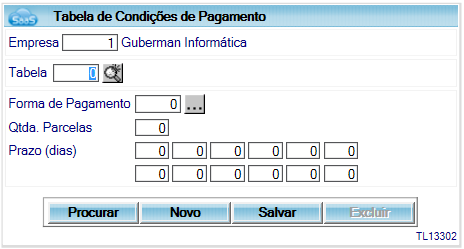 SaaS Tabela de Condições de Pagamento
Empresa 1 Guberman Informática
Tabela 0
Forma de Pagamento 0 ...
Qtda. Parcelas 0
Prazo (dias) 0 0 0 0 0 0
0 0 0 0 0 0
Procurar Novo Salvar Excluir
TL13302